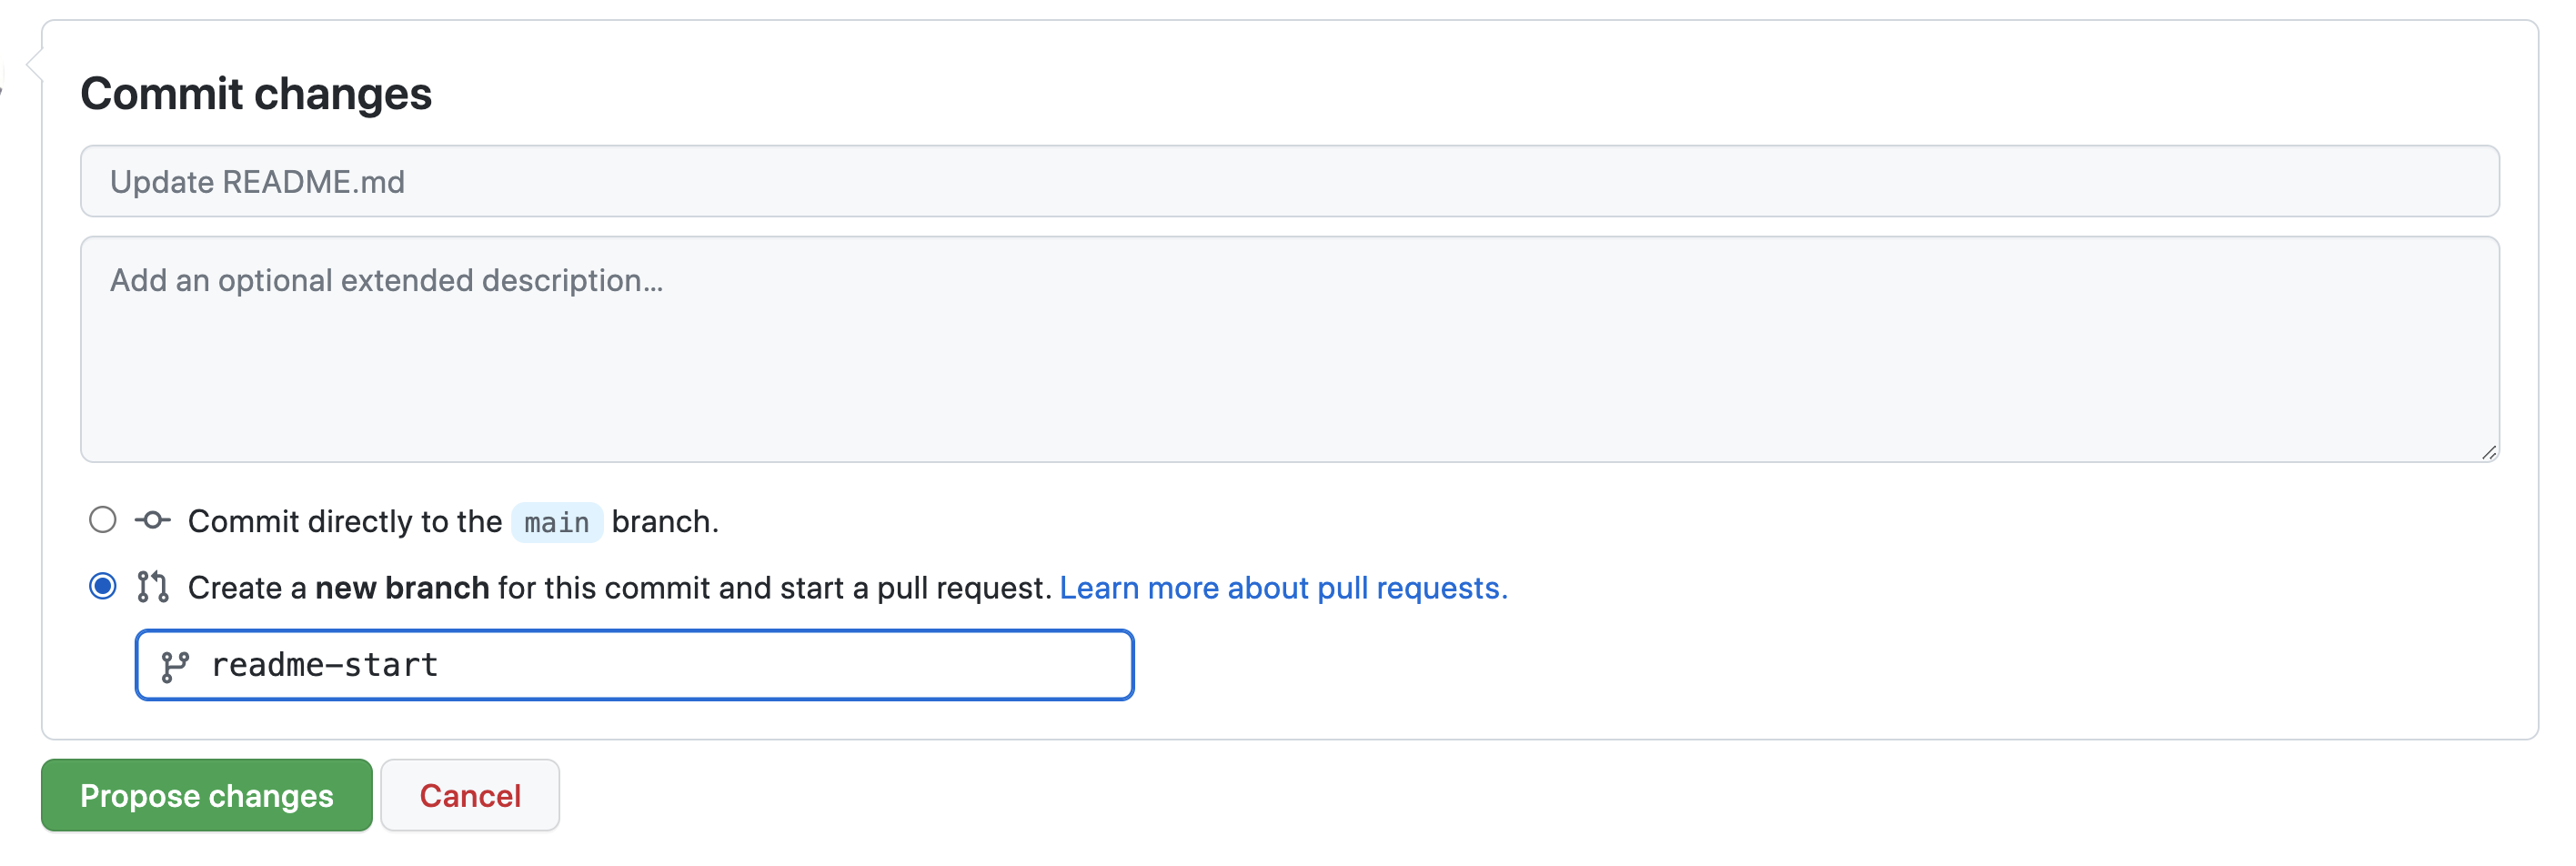 Commit changes
Update README.md
Add an optional extended description…
Commit directly to the main branch.
Create a new branch for this commit and start a pull request. Learn more about pull requests.
readme-start
Propose changes
Cancel